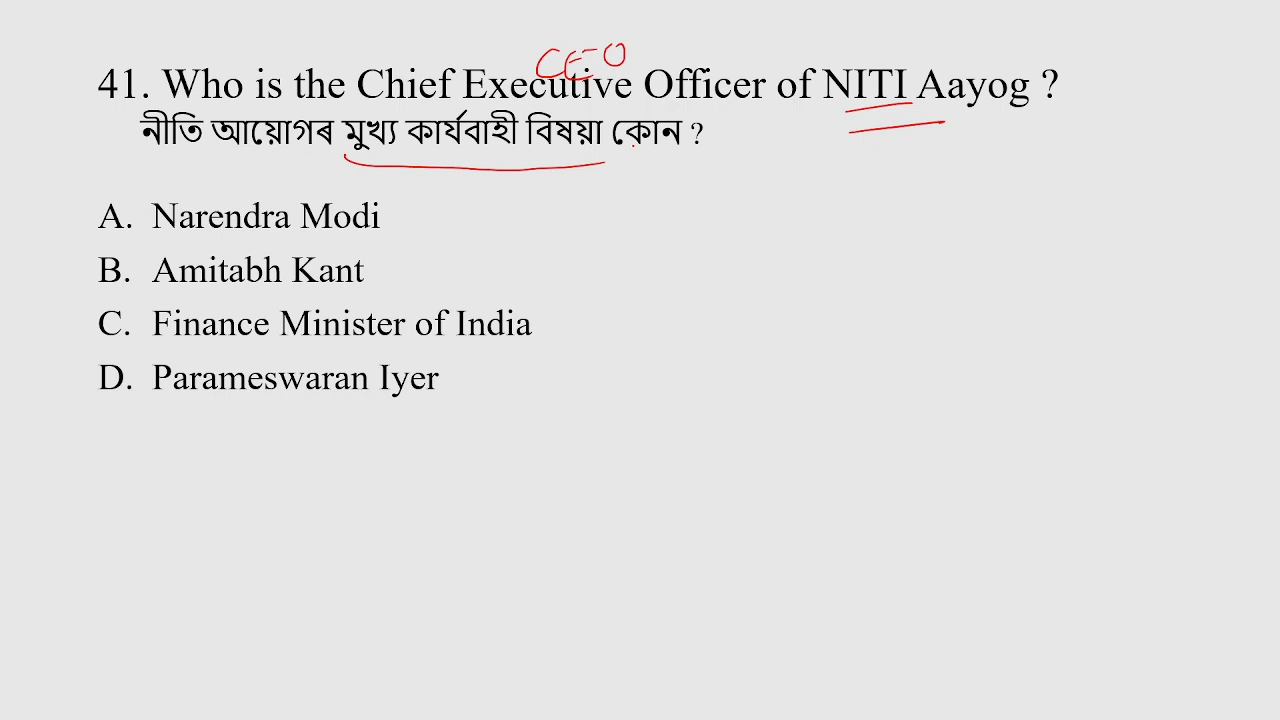 CEO
41. Who is the Chief Executive Officer of NITI Aayog ?
নীতি আয়োগৰ মুখ্য কাৰ্যবাহী বিষয়া কোন ?
A. Narendra Modi
B. Amitabh Kant
C. Finance Minister of India
D. Parameswaran Iyer